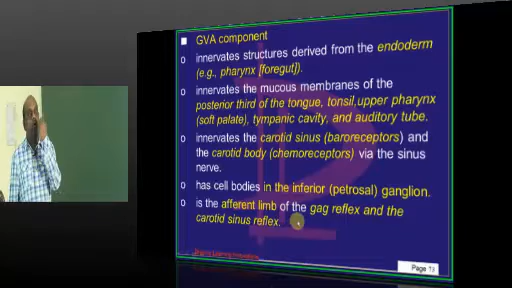 GVA component
innervates structures derived from the endoderm
(e.g., pharynx [foregut]).
innervates the mucous membranes of the
posterior third of the tongue, tonsil,upper pharynx
(soft palate), tympanic cavity, and auditory tube.
innervates the carotid sinus (baroreceptors) and
the carotid body (chemoreceptors) via the sinus
nerve.
has cell bodies in the inferior (petrosal) ganglion.
is the afferent limb of the gag reflex and the
carotid sinus reflex.